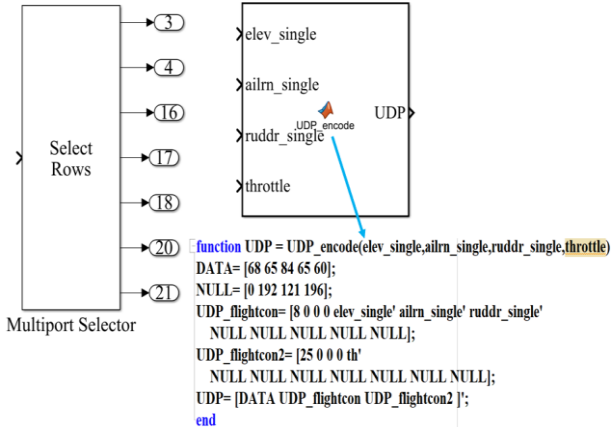 3
4
16
17
18
20
21
Select
Rows
Multiport Selector
elev_single
ailrn_single
ruddr_single
throttle
UDP_encode
UDP
function UDP = UDP_encode(elev_single,ailrn_single,ruddr_single,throttle)
DATA= [68 65 84 65 60];
NULL= [0 192 121 196];
UDP_flightcon= [8 0 0 0 elev_single' ailrn_single' ruddr_single'
NULL NULL NULL NULL NULL];
UDP_flightcon2= [25 0 0 0 th'
NULL NULL NULL NULL NULL NULL NULL];
UDP= [DATA UDP_flightcon UDP_flightcon2 ]';
end